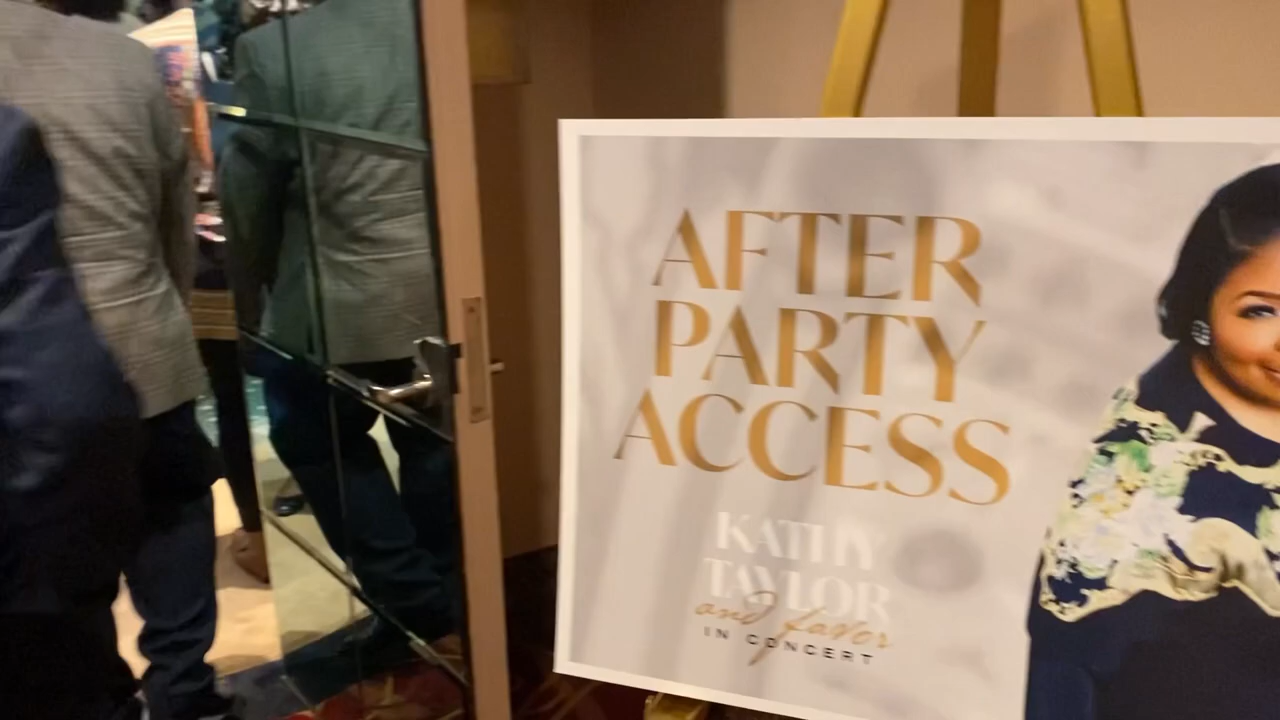 AFTER
PARTY
ACCESS
KATHY
TAYLOR
and favor
IN CONCERT